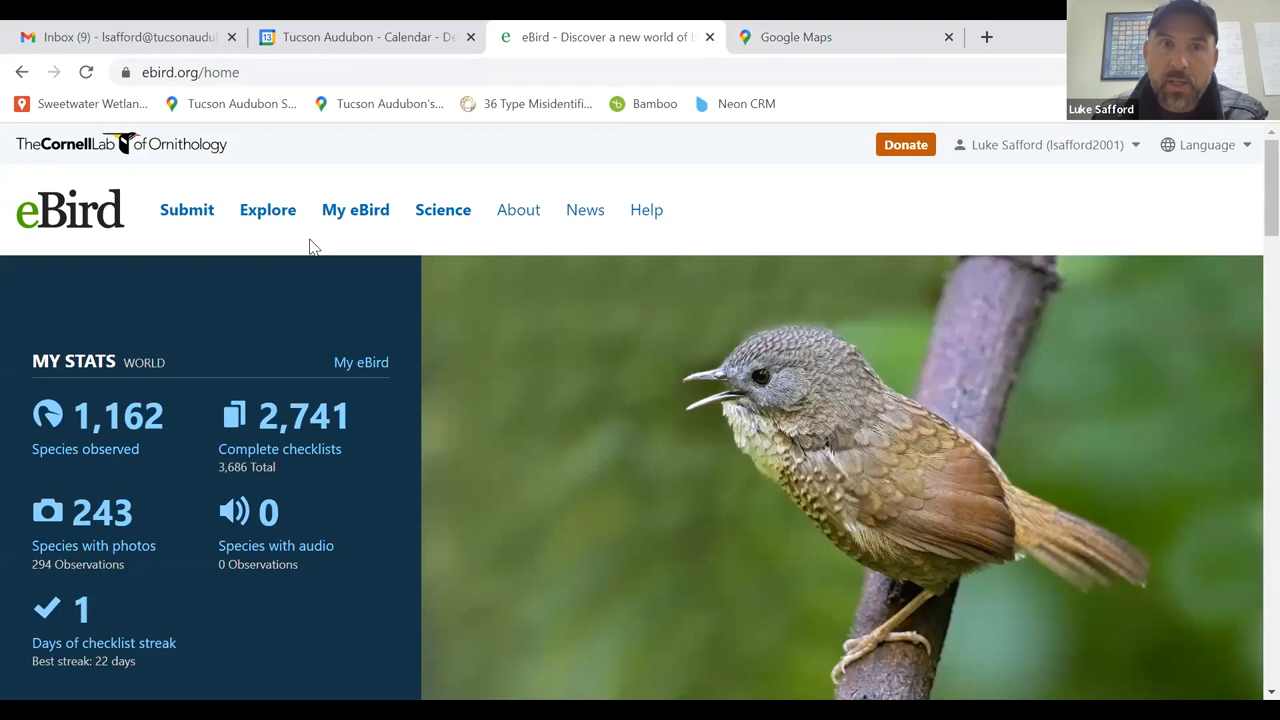 Inbox (9) - lsafford@tucsonaudu
Tucson Audubon - Calendar - De
eBird - Discover a new world of b
Google Maps
ebird.org/home
Sweetwater Wetlan...
Tucson Audubon S...
Tucson Audubon's...
36 Type Misidentifi...
Bamboo
Neon CRM
Luke Safford
TheCornellLab of Ornithology
Donate
Luke Safford (lsafford2001)
Language
eBird
Submit
Explore
My eBird
Science
About
News
Help
MY STATS WORLD
My eBird
1,162
Species observed
2,741
Complete checklists
3,686 Total
243
Species with photos
294 Observations
0
Species with audio
0 Observations
1
Days of checklist streak
Best streak: 22 days